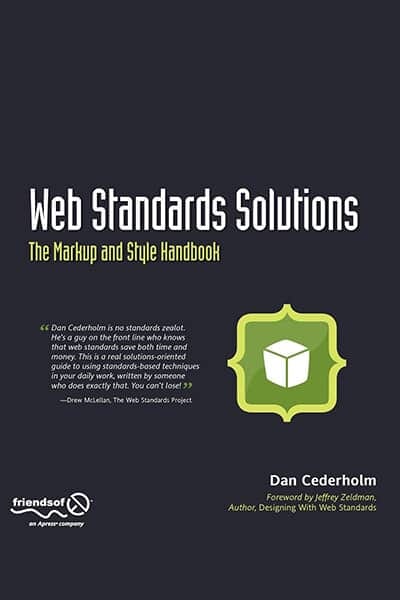 Web Standards Solutions
The Markup and Style Handbook
“ Dan Cederholm is no standards zealot.
He's a guy on the front line who knows
that web standards save both time and
money. This is a real solutions-oriented
guide to using standards-based techniques
in your daily work, written by someone
who does exactly that. You can't lose! ”
—Drew McLellan, The Web Standards Project
Dan Cederholm
Foreword by Jeffrey Zeldman,
Author, Designing With Web Standards
friendsof
an Apress® company